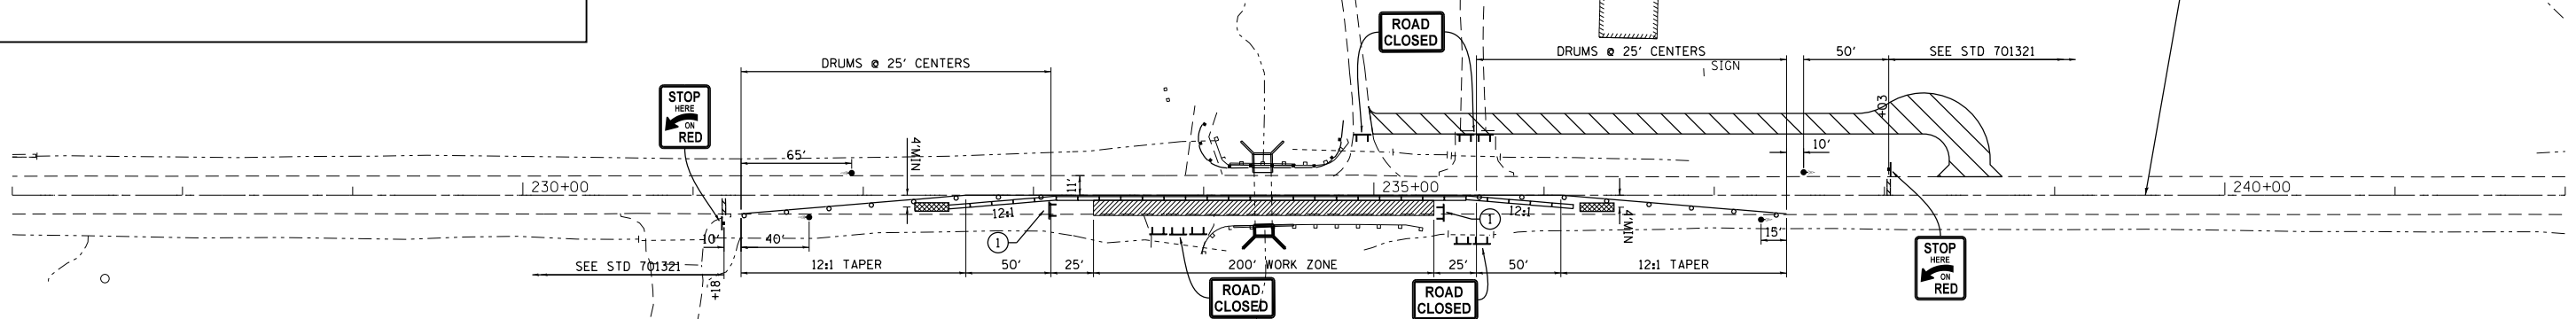 ROAD
CLOSED
DRUMS @ 25' CENTERS
DRUMS @ 25' CENTERS
50'
SEE STD 701321
SIGN
STOP
HERE
ON
RED
+03
65'
4'MIN
10'
230+00
11'
235+00
240+00
12:1
1
1
12:1
4'MIN
10'
40'
15'
STOP
HERE
ON
RED
SEE STD 701321
12:1 TAPER
50'
25'
200' WORK ZONE
25'
50'
12:1 TAPER
+18
ROAD
CLOSED
ROAD
CLOSED